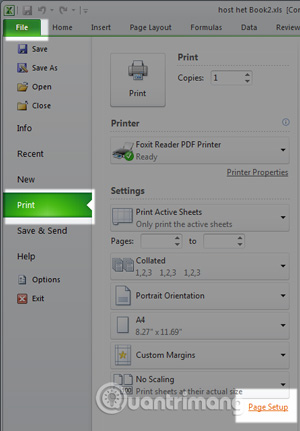 host het Book2.xls [Co
File
Home
Insert
Page Layout
Formulas
Data
Review
Save
Save As
Open
Close
Info
Recent
New
Print
Save & Send
Help
Options
Exit
Print
Print
Copies: 1
Printer
Foxit Reader PDF Printer
Ready
Printer Properties
Settings
Print Active Sheets
Only print the active sheets
Pages: to
Collated
1,2,3 1,2,3 1,2,3
Portrait Orientation
A4
8.27" x 11.69"
Custom Margins
No Scaling
Print sheets at their actual size
Page Setup
Quantrimang